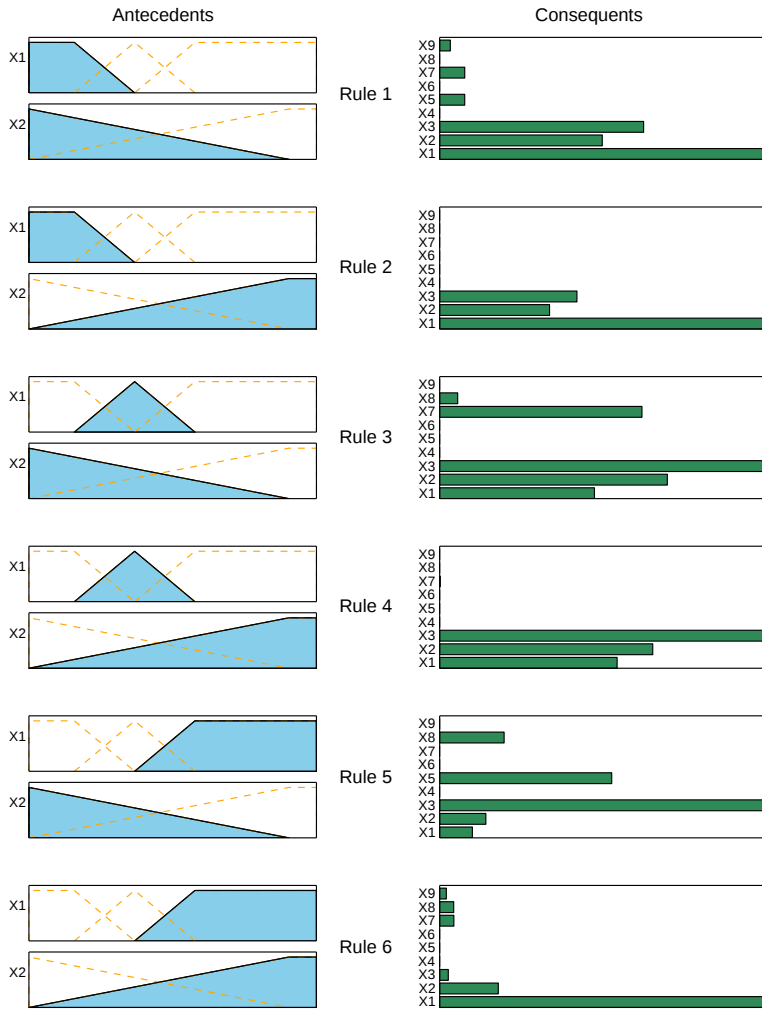 Antecedents
Consequents
X1
X2
Rule 1
X9
X8
X7
X6
X5
X4
X3
X2
X1
X1
X2
Rule 2
X9
X8
X7
X6
X5
X4
X3
X2
X1
X1
X2
Rule 3
X9
X8
X7
X6
X5
X4
X3
X2
X1
X1
X2
Rule 4
X9
X8
X7
X6
X5
X4
X3
X2
X1
X1
X2
Rule 5
X9
X8
X7
X6
X5
X4
X3
X2
X1
X1
X2
Rule 6
X9
X8
X7
X6
X5
X4
X3
X2
X1